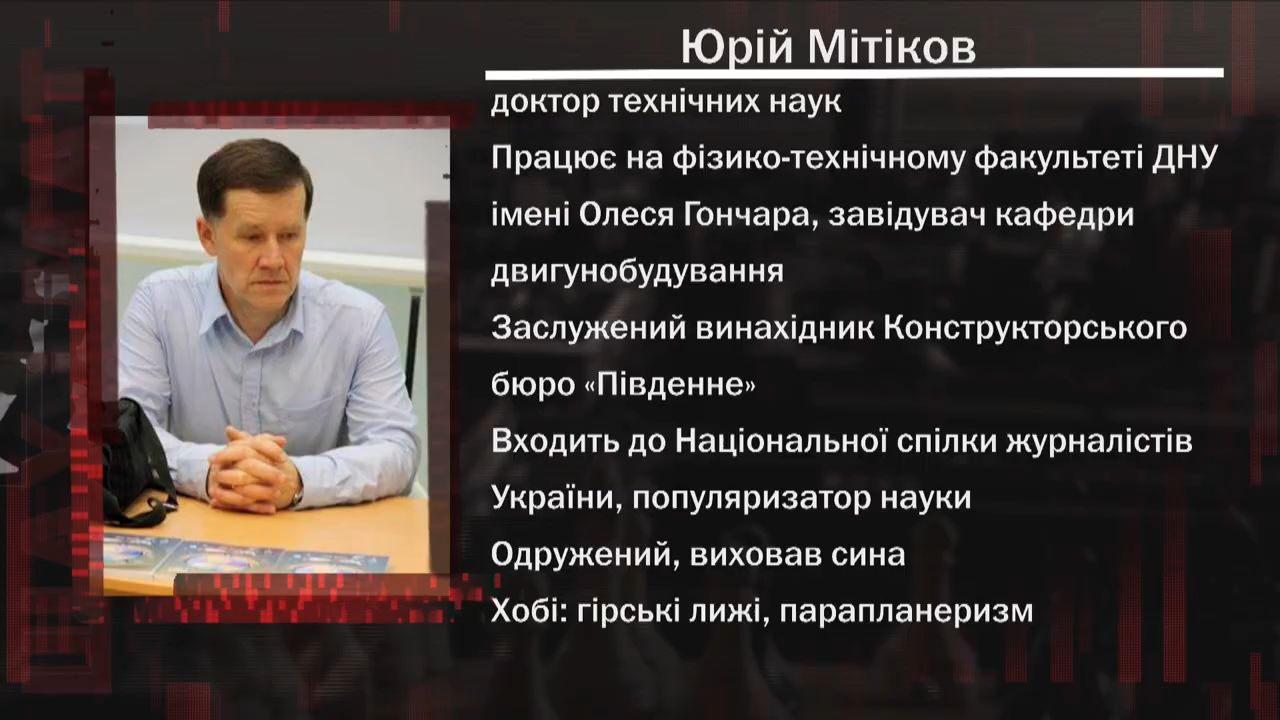 Юрій Мітіков
доктор технічних наук
Працює на фізико-технічному факультеті ДНУ
імені Олеся Гончара, завідувач кафедри
двигунобудування
Заслужений винахідник Конструкторського
бюро «Південне»
Входить до Національної спілки журналістів
України, популяризатор науки
Одружений, виховав сина
Хобі: гірські лижі, парапланеризм